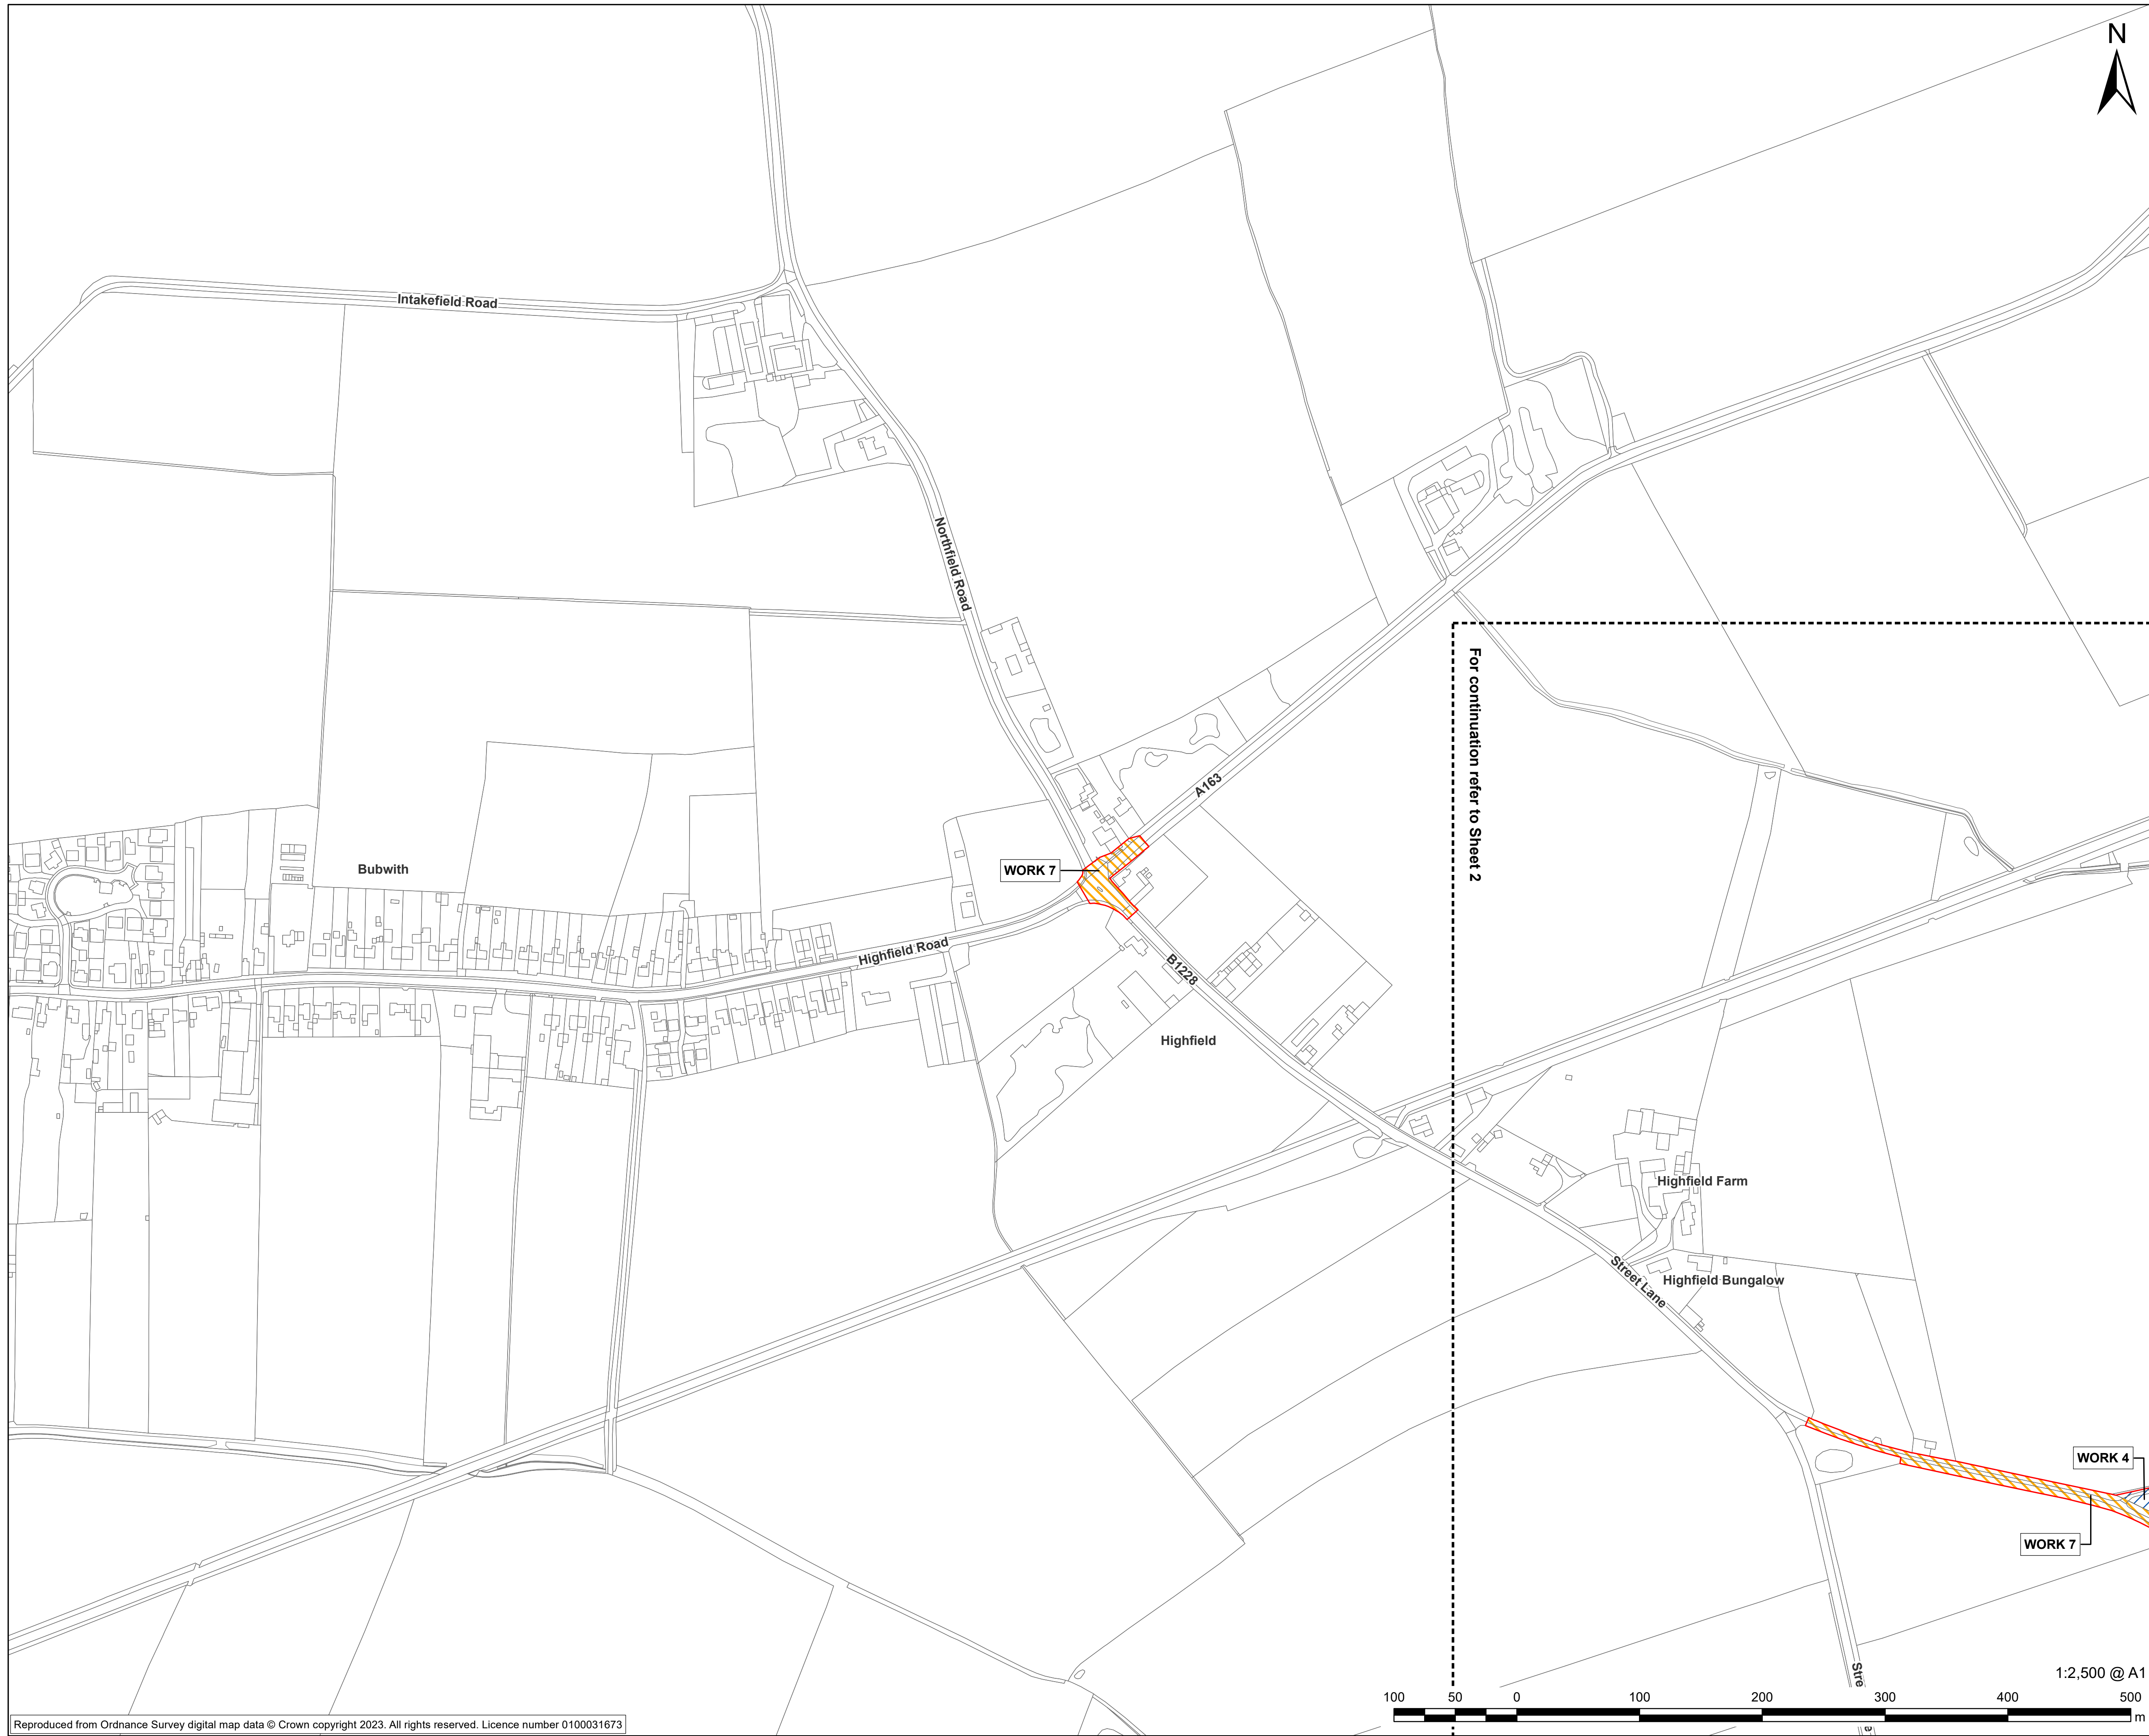 N
Intakefield Road
Northfield Road
For continuation refer to Sheet 2
A163
WORK 7
Bubwith
Highfield Road
B1228
Highfield
Highfield Farm
Street Lane
Highfield Bungalow
WORK 4
WORK 7
Stre
1:2,500 @ A1
100 50 0 100 200 300 400 500
m
Reproduced from Ordnance Survey digital map data © Crown copyright 2023. All rights reserved. Licence number 0100031673